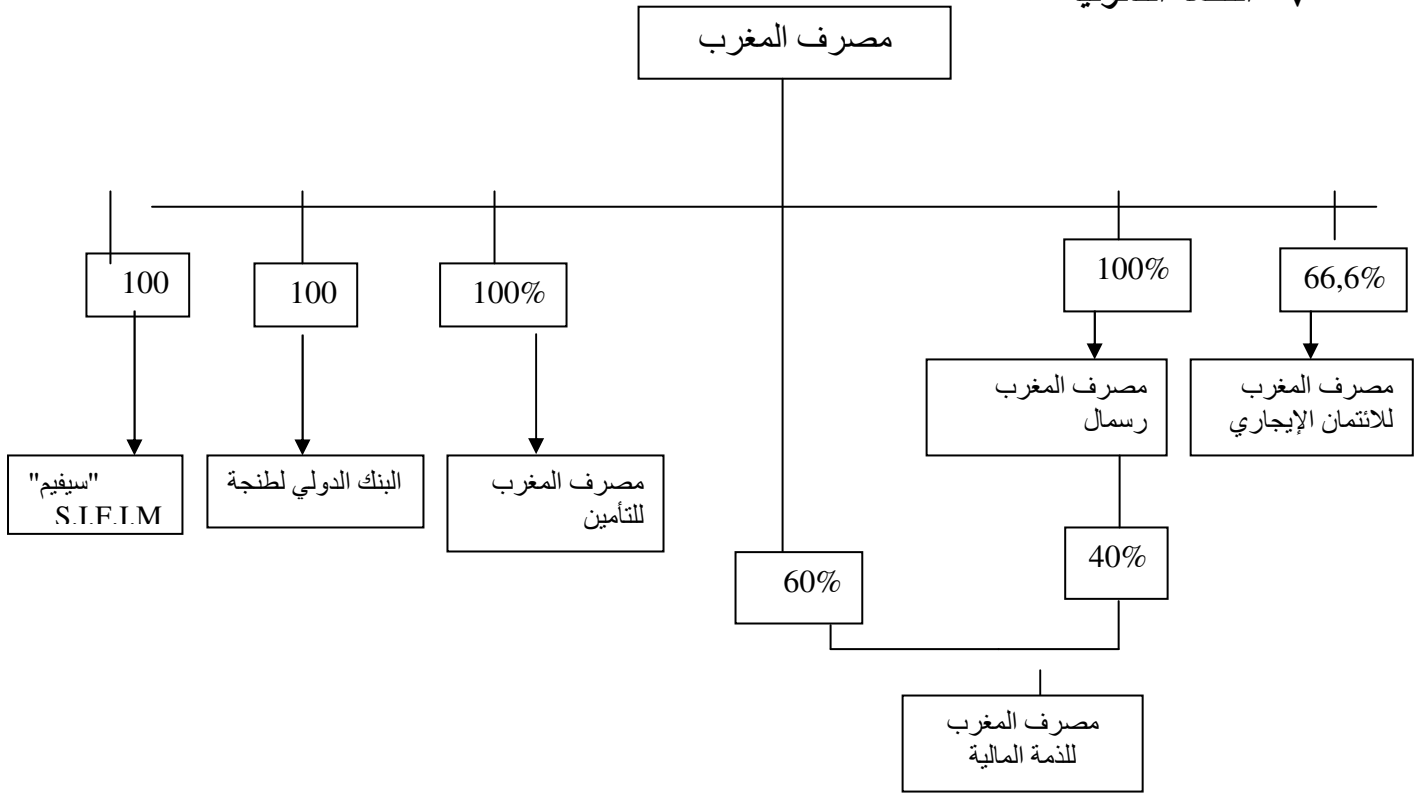 مصرف المغرب
66,6%
100%
100%
100
100
مصرف المغرب
للائتمان الإيجاري
مصرف المغرب
رسمال
مصرف المغرب
للتأمين
البنك الدولي لطنجة
"سيفيم"
S.I.F.I.M
40%
60%
مصرف المغرب
للذمة المالية